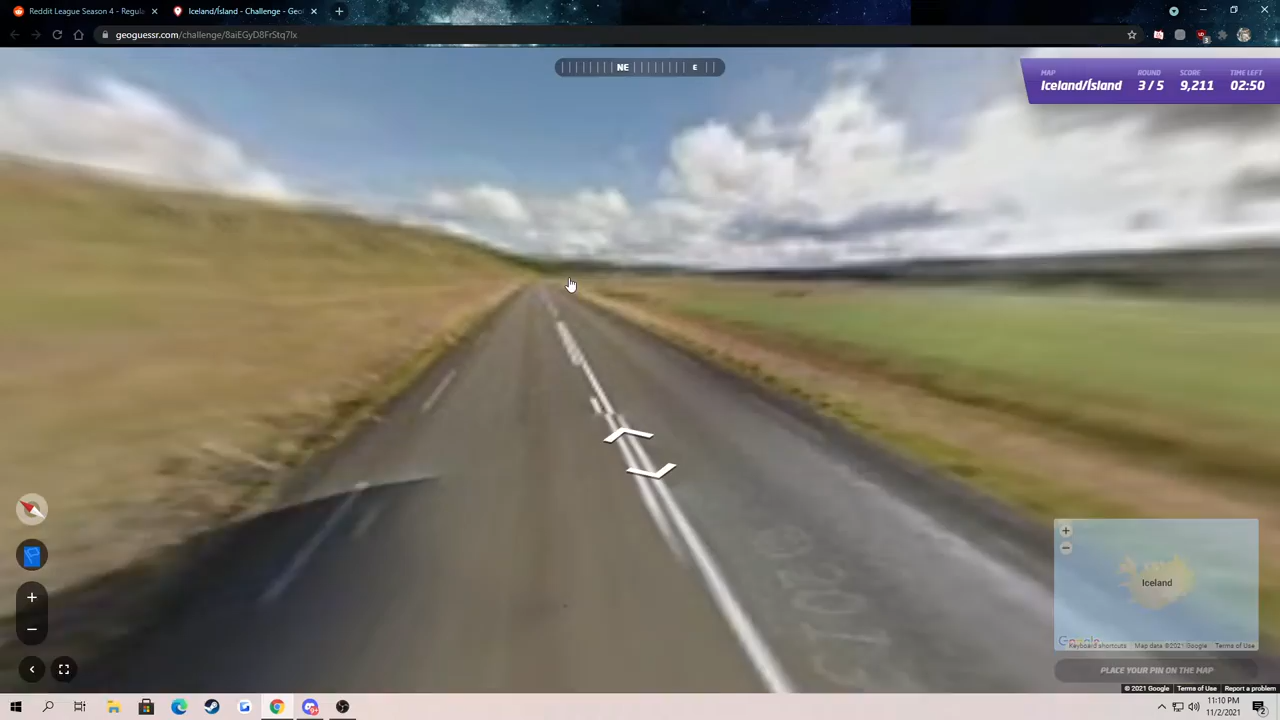 Reddit League Season 4 - Regula
Iceland/Ísland - Challenge - Geo
geoguessr.com/challenge/8aiEGyD8FrStq7lx
NE
E
MAP
Iceland/Ísland
ROUND
3 / 5
SCORE
9,211
TIME LEFT
02:50
Iceland
Google
Keyboard shortcuts
Map data ©2021 Google
Terms of Use
PLACE YOUR PIN ON THE MAP
© 2021 Google
Terms of Use
Report a problem
11:10 PM
11/2/2021